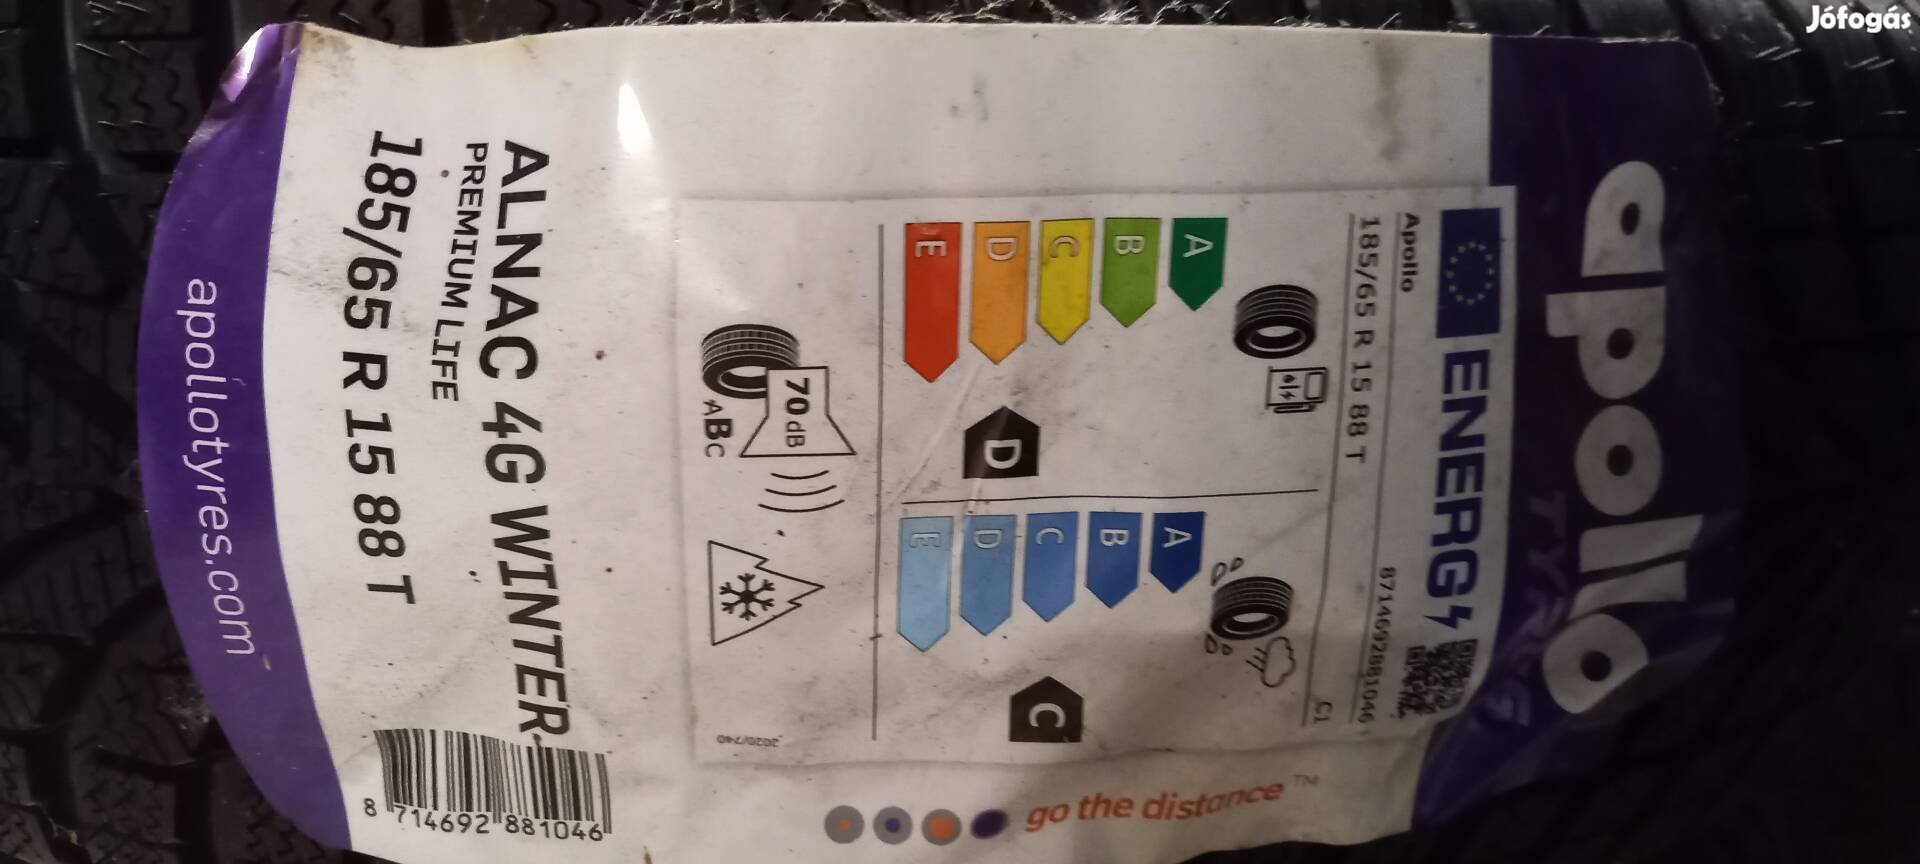 Jófogás
apollo
TYRES
ENERG
Apollo
8714692881046
185/65 R 15 88 T
C1
A
B
C
D
E
D
A
B
C
D
E
C
70 dB
ABC
2020/740
ALNAC 4G WINTER
PREMIUM LIFE
185/65 R 15 88 T
8 714692 881046
go the distance™
apollotyres.com